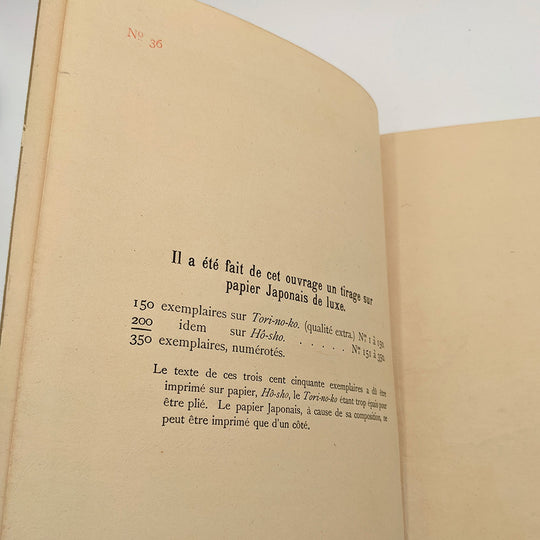 Nº 36
Il a été fait de cet ouvrage un tirage sur
papier Japonais de luxe.
150 exemplaires sur Tori-no-ko. (qualité extra.) Nos 1 à 150
200 idem sur Hô-sho. . . . . . . Nos 151 à 350
350 exemplaires, numérotés.
Le texte de ces trois cent cinquante exemplaires a dû être
imprimé sur papier, Hô-sho, le Tori-no-ko étant trop épais pour
être plié. Le papier Japonais, à cause de sa composition, ne
peut être imprimé que d'un côté.